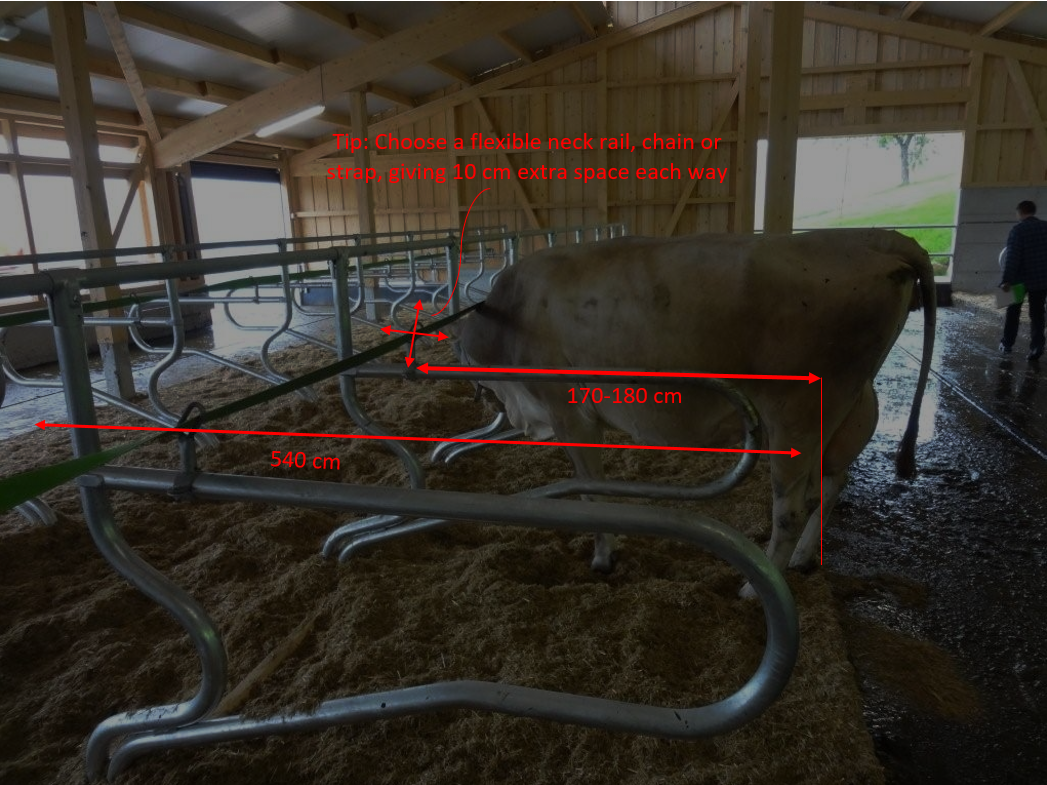 Tip: Choose a flexible neck rail, chain or
strap, giving 10 cm extra space each way
170-180 cm
540 cm